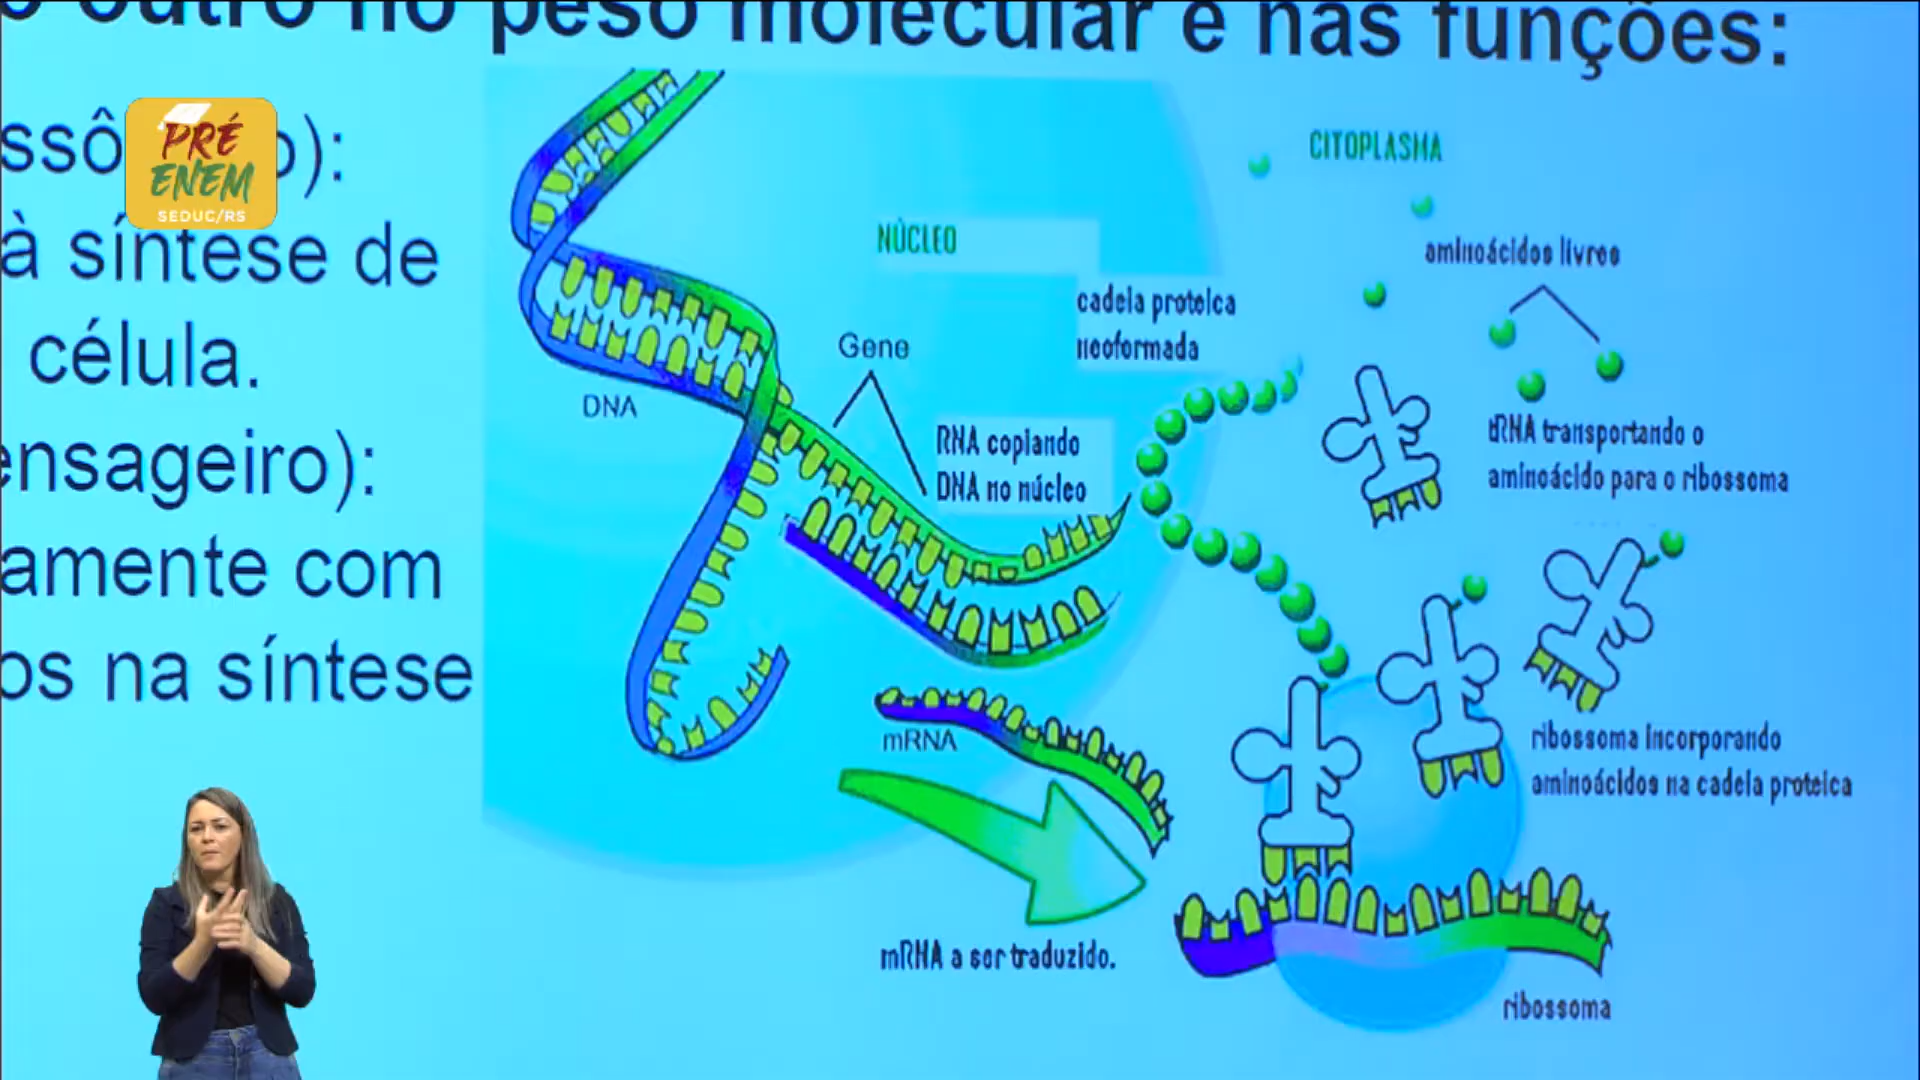 outro no peso molecular e nas funções:
PRÉ
ENEM
SEDUC/RS
ssô
o):
à síntese de
célula.
ensageiro):
amente com
os na síntese
CITOPLASMA
NÚCLEO
aminoácidos livres
cadeia proteica
neoformada
Gene
DNA
RNA copiando
DNA no núcleo
tRNA transportando o
aminoácido para o ribossoma
mRNA
ribossoma incorporando
aminoácidos na cadeia proteica
mRNA a ser traduzido.
ribossoma